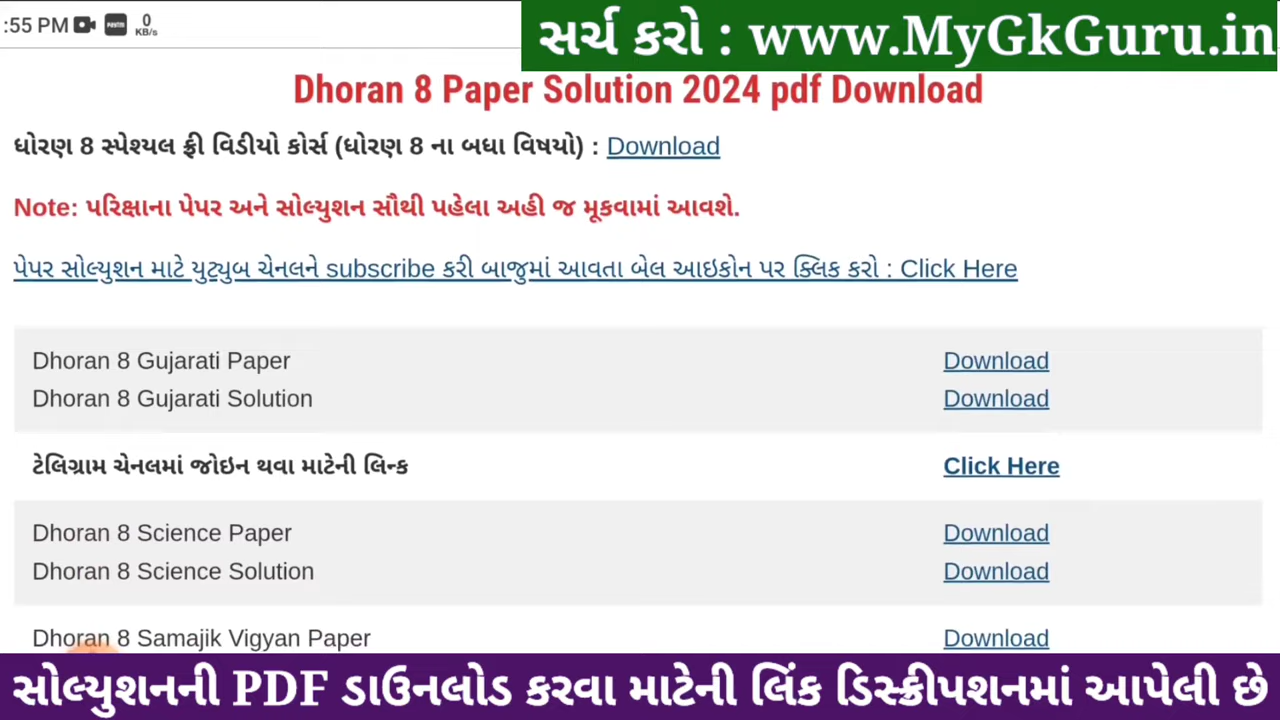 :55 PM
0 KB/s
સર્ચ કરો : www.MyGkGuru.in
Dhoran 8 Paper Solution 2024 pdf Download
ધોરણ 8 સ્પેશ્યલ ફ્રી વિડીયો કોર્સ (ધોરણ 8 ના બધા વિષયો) : Download
Note: પરિક્ષાના પેપર અને સોલ્યુશન સૌથી પહેલા અહી જ મૂકવામાં આવશે.
પેપર સોલ્યુશન માટે યુટ્યુબ ચેનલને subscribe કરી બાજુમાં આવતા બેલ આઇકોન પર ક્લિક કરો : Click Here
Dhoran 8 Gujarati Paper Download
Dhoran 8 Gujarati Solution Download
ટેલિગ્રામ ચેનલમાં જોઇન થવા માટેની લિન્ક Click Here
Dhoran 8 Science Paper Download
Dhoran 8 Science Solution Download
Dhoran 8 Samajik Vigyan Paper Download
સોલ્યુશનની PDF ડાઉનલોડ કરવા માટેની લિંક ડિસ્ક્રીપશનમાં આપેલી છે